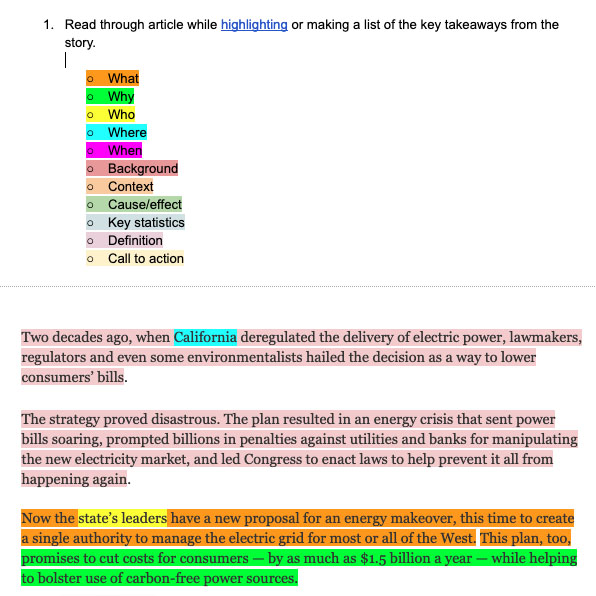 1. Read through article while highlighting or making a list of the key takeaways from the
story.
What
Why
Who
Where
When
Background
Context
Cause/effect
Key statistics
Definition
Call to action
Two decades ago, when California deregulated the delivery of electric power, lawmakers,
regulators and even some environmentalists hailed the decision as a way to lower
consumers’ bills.
The strategy proved disastrous. The plan resulted in an energy crisis that sent power
bills soaring, prompted billions in penalties against utilities and banks for manipulating
the new electricity market, and led Congress to enact laws to help prevent it all from
happening again.
Now the state’s leaders have a new proposal for an energy makeover, this time to create
a single authority to manage the electric grid for most or all of the West. This plan, too,
promises to cut costs for consumers — by as much as $1.5 billion a year — while helping
to bolster use of carbon-free power sources.